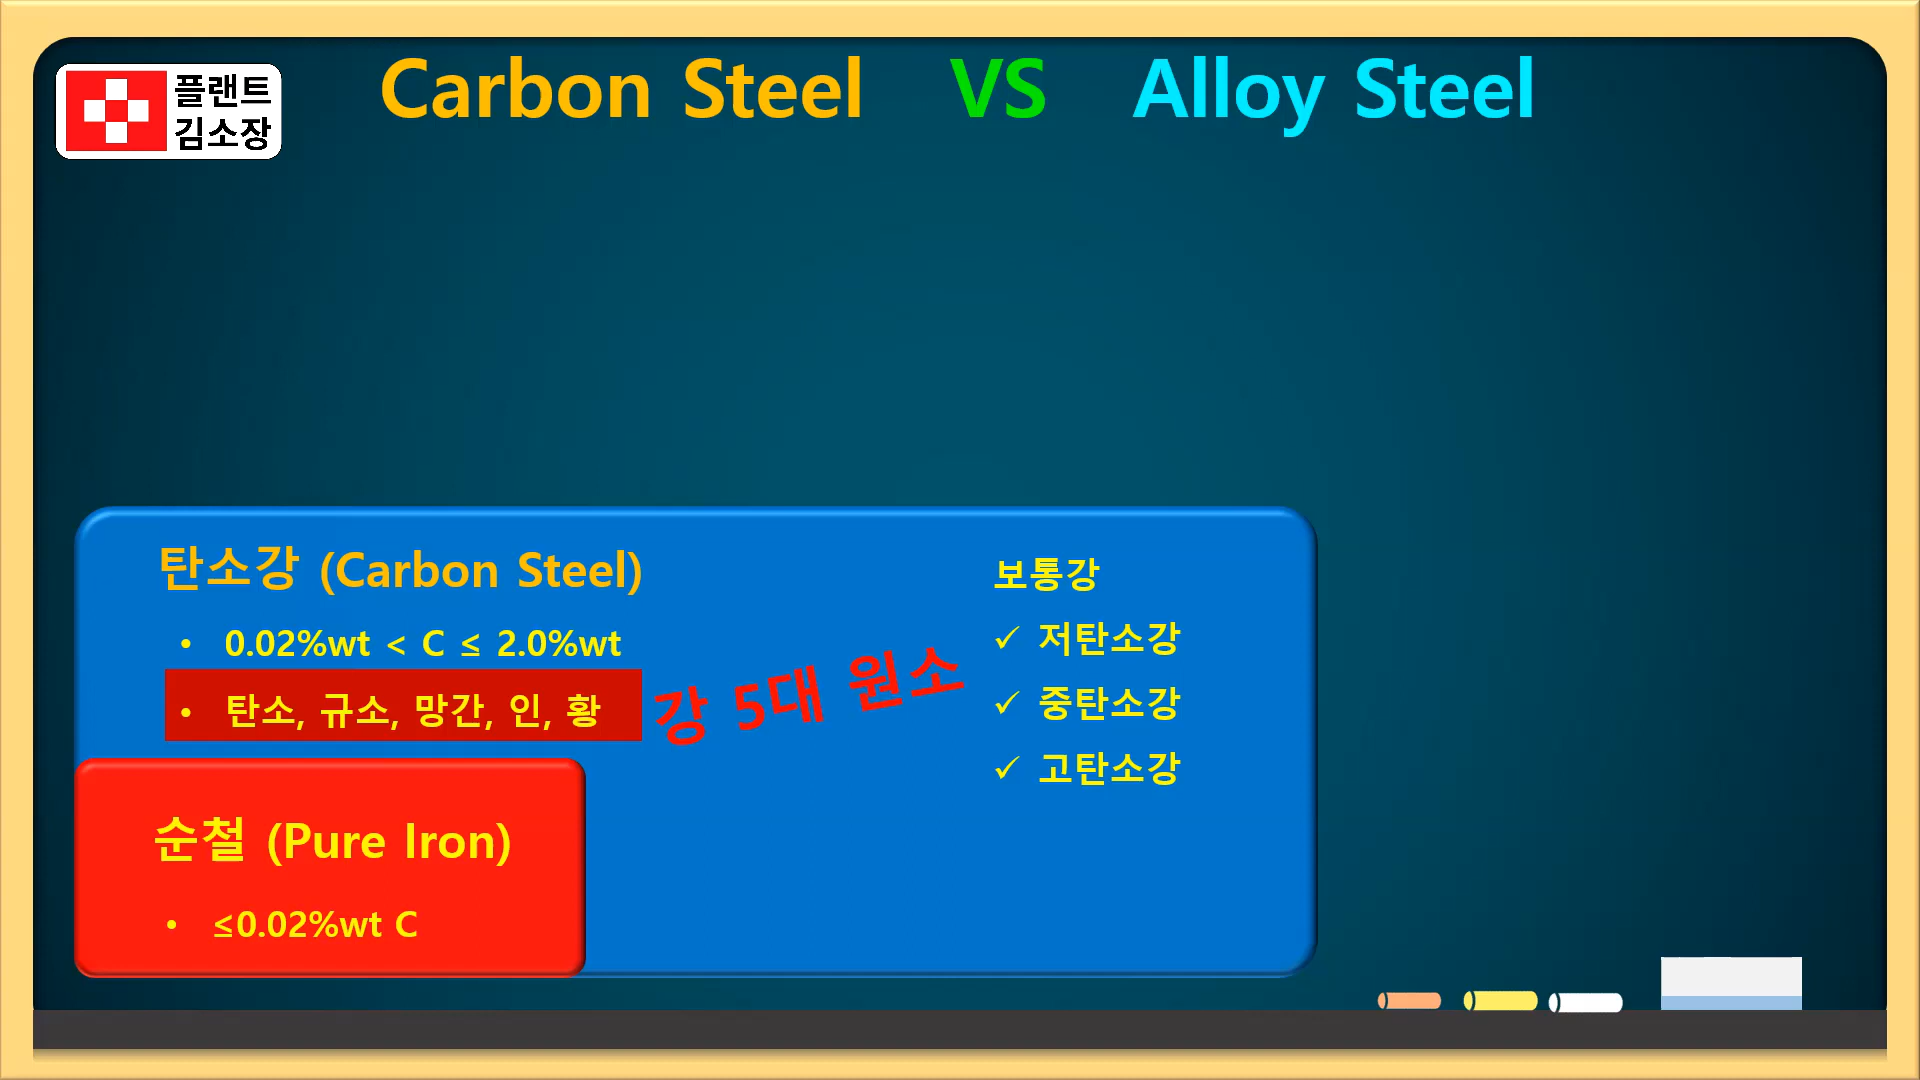 플랜트
김소장
Carbon Steel VS Alloy Steel
탄소강 (Carbon Steel)
• 0.02%wt < C ≤ 2.0%wt
• 탄소, 규소, 망간, 인, 황
강 5대 원소
보통강
✓ 저탄소강
✓ 중탄소강
✓ 고탄소강
순철 (Pure Iron)
• ≤0.02%wt C